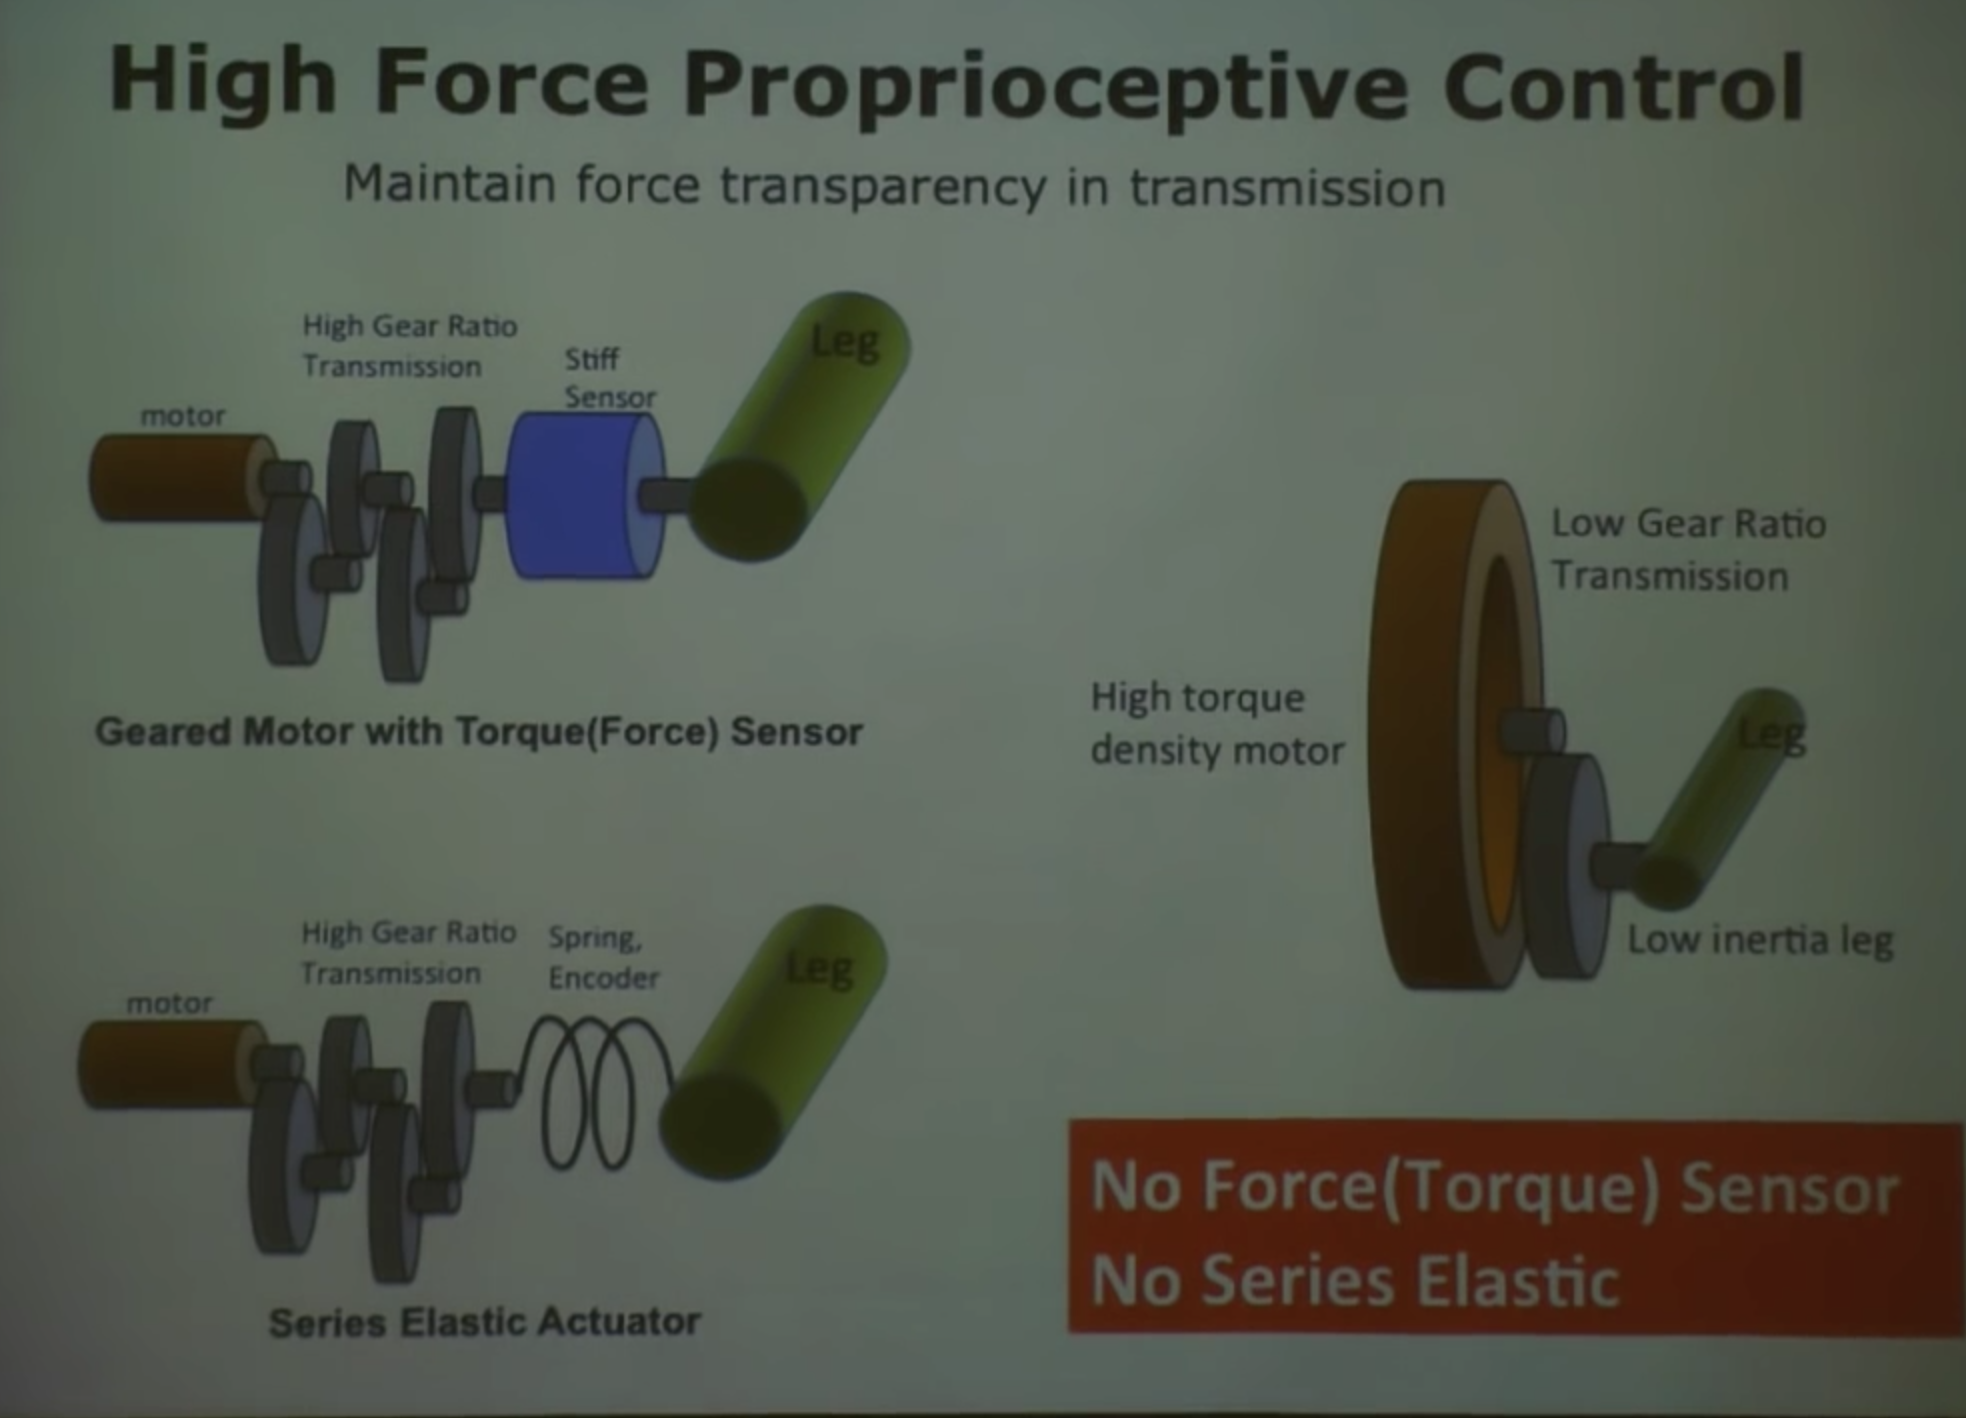 High Force Proprioceptive Control
Maintain force transparency in transmission
High Gear Ratio
Transmission
Stiff
Sensor
Leg
motor
Geared Motor with Torque(Force) Sensor
High Gear Ratio
Transmission
Spring,
Encoder
Leg
motor
Series Elastic Actuator
Low Gear Ratio
Transmission
High torque
density motor
Leg
Low inertia leg
No Force(Torque) Sensor
No Series Elastic